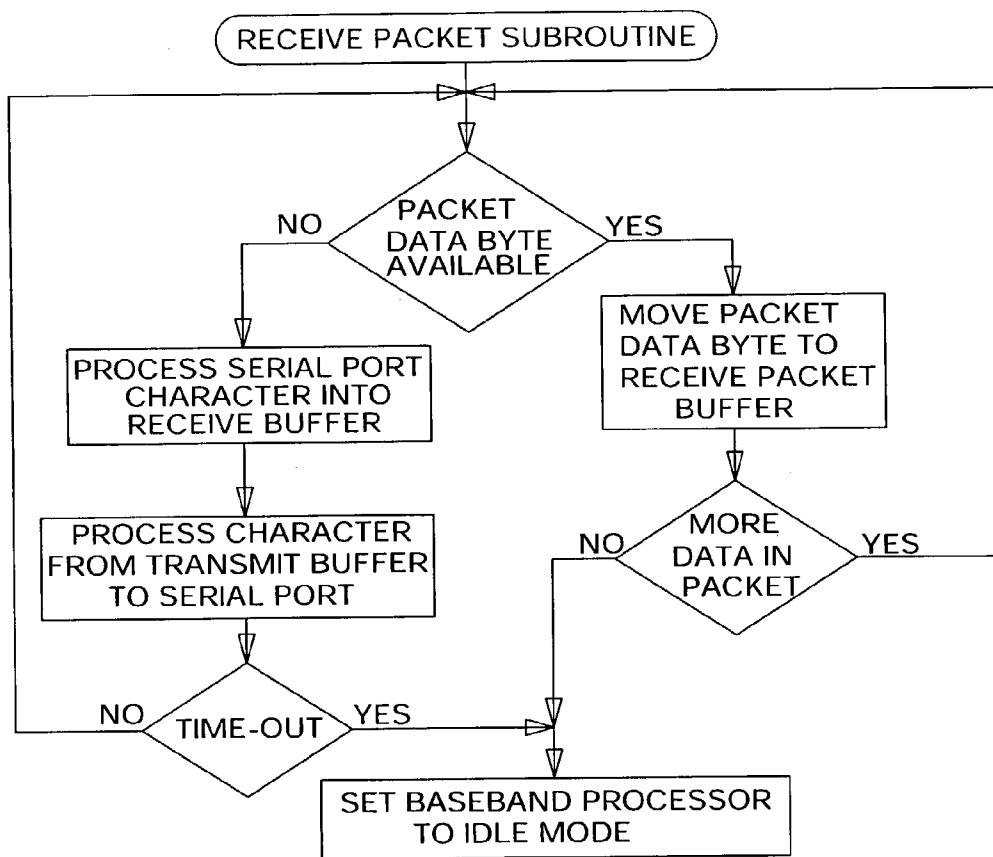 RECEIVE PACKET SUBROUTINE
NO
PACKET
DATA BYTE
AVAILABLE
YES
PROCESS SERIAL PORT
CHARACTER INTO
RECEIVE BUFFER
MOVE PACKET
DATA BYTE TO
RECEIVE PACKET
BUFFER
PROCESS CHARACTER
FROM TRANSMIT BUFFER
TO SERIAL PORT
NO
MORE
DATA IN
PACKET
YES
NO
TIME-OUT
YES
SET BASEBAND PROCESSOR
TO IDLE MODE